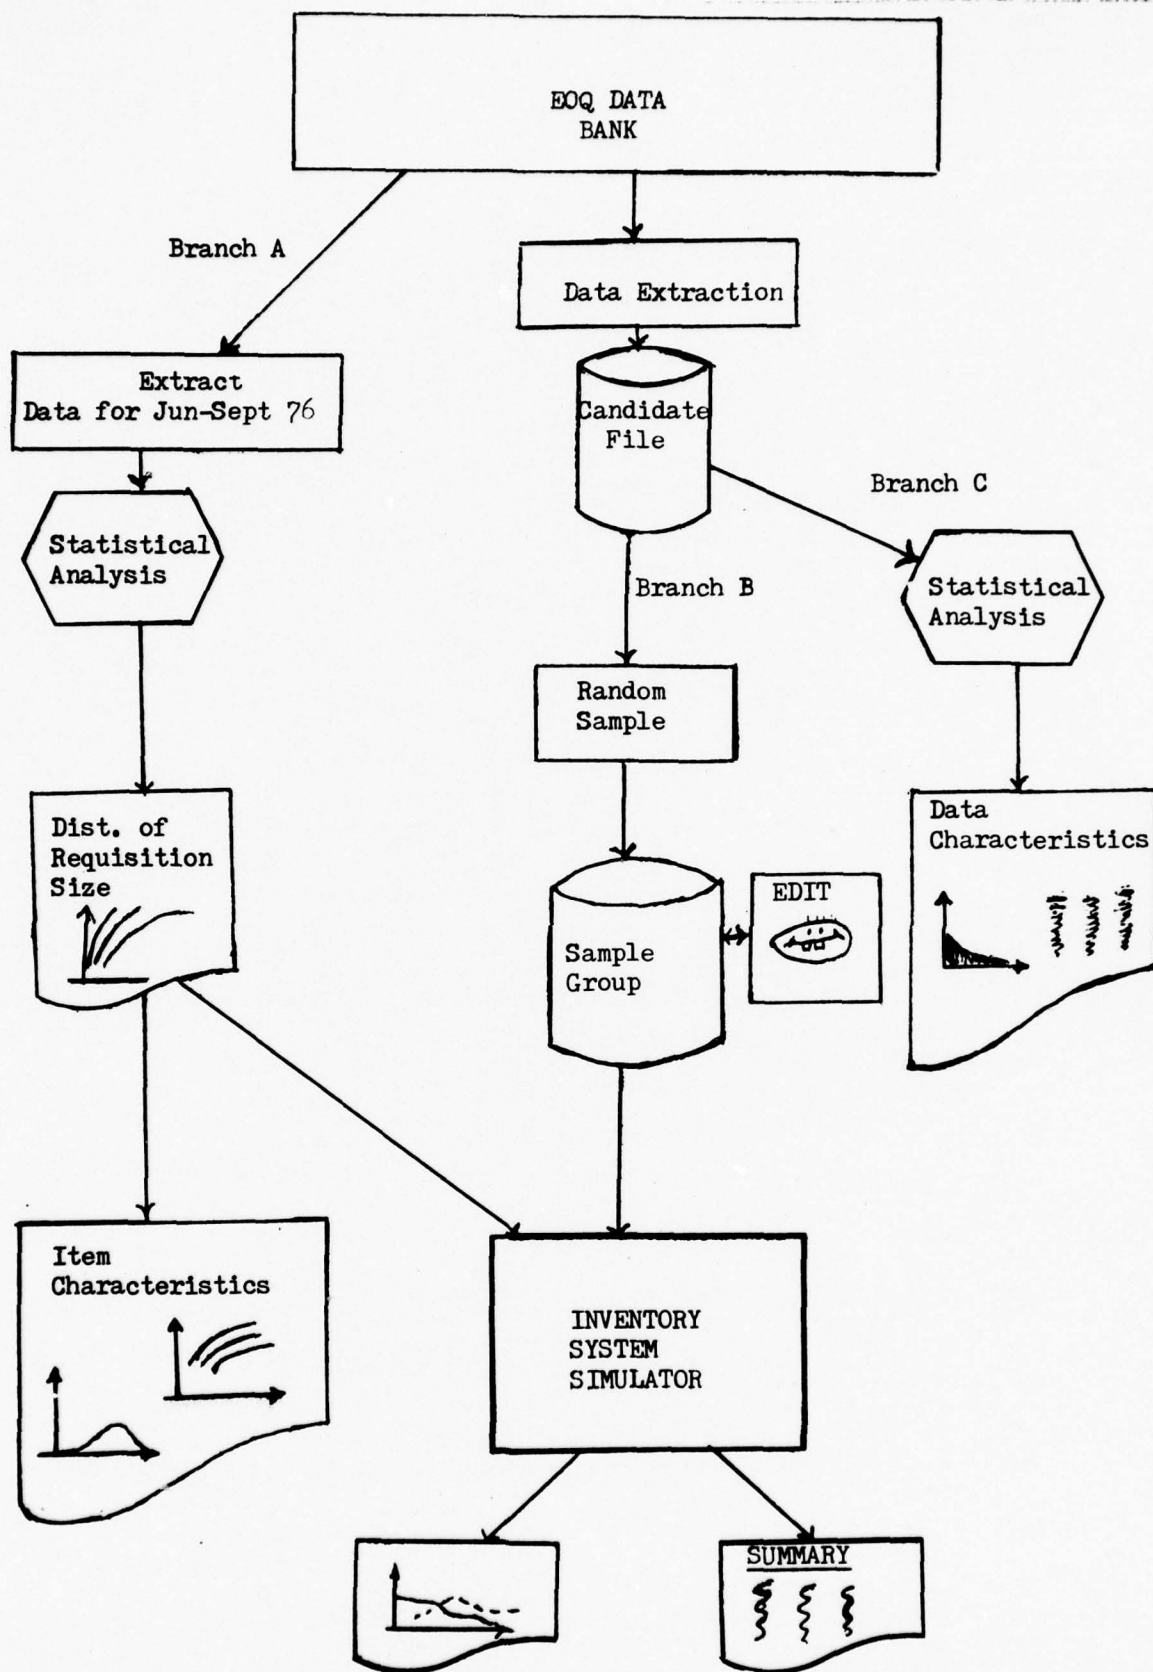 EOQ DATA
BANK
Branch A
Data Extraction
Extract
Data for Jun-Sept 76
Candidate
File
Branch C
Statistical
Analysis
Branch B
Statistical
Analysis
Random
Sample
Dist. of
Requisition
Size
Data
Characteristics
EDIT
Sample
Group
Item
Characteristics
INVENTORY
SYSTEM
SIMULATOR
SUMMARY